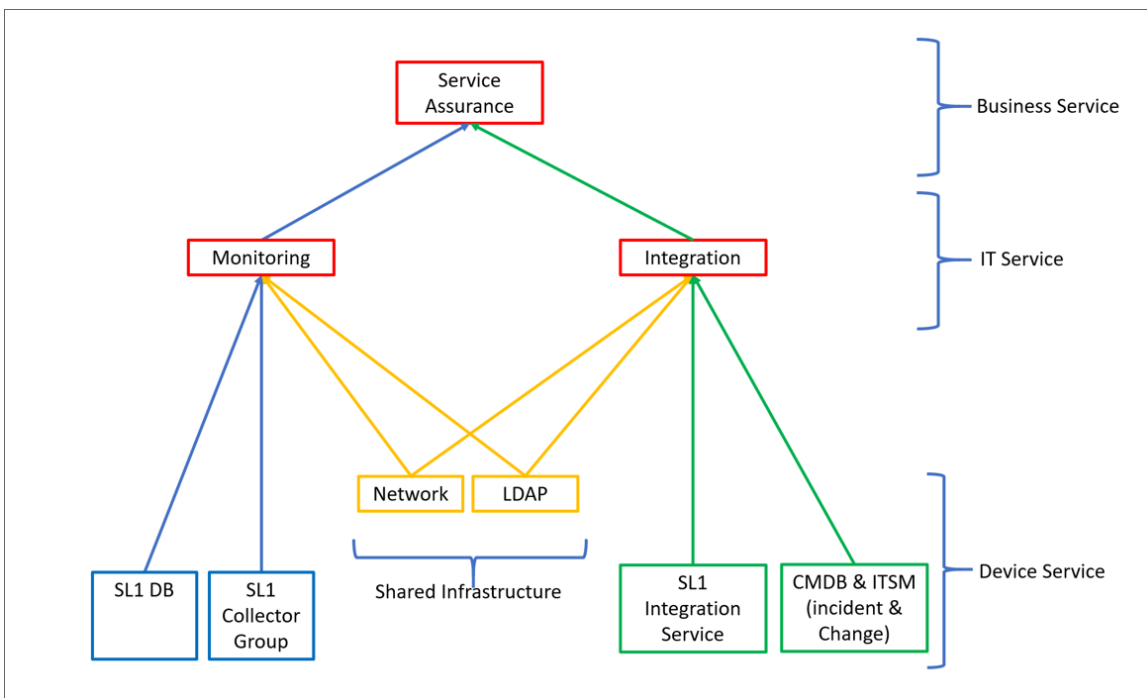 Service
Assurance
Business Service
Monitoring
Integration
IT Service
Network
LDAP
Shared Infrastructure
Device Service
SL1 DB
SL1
Collector
Group
SL1
Integration
Service
CMDB & ITSM
(incident &
Change)